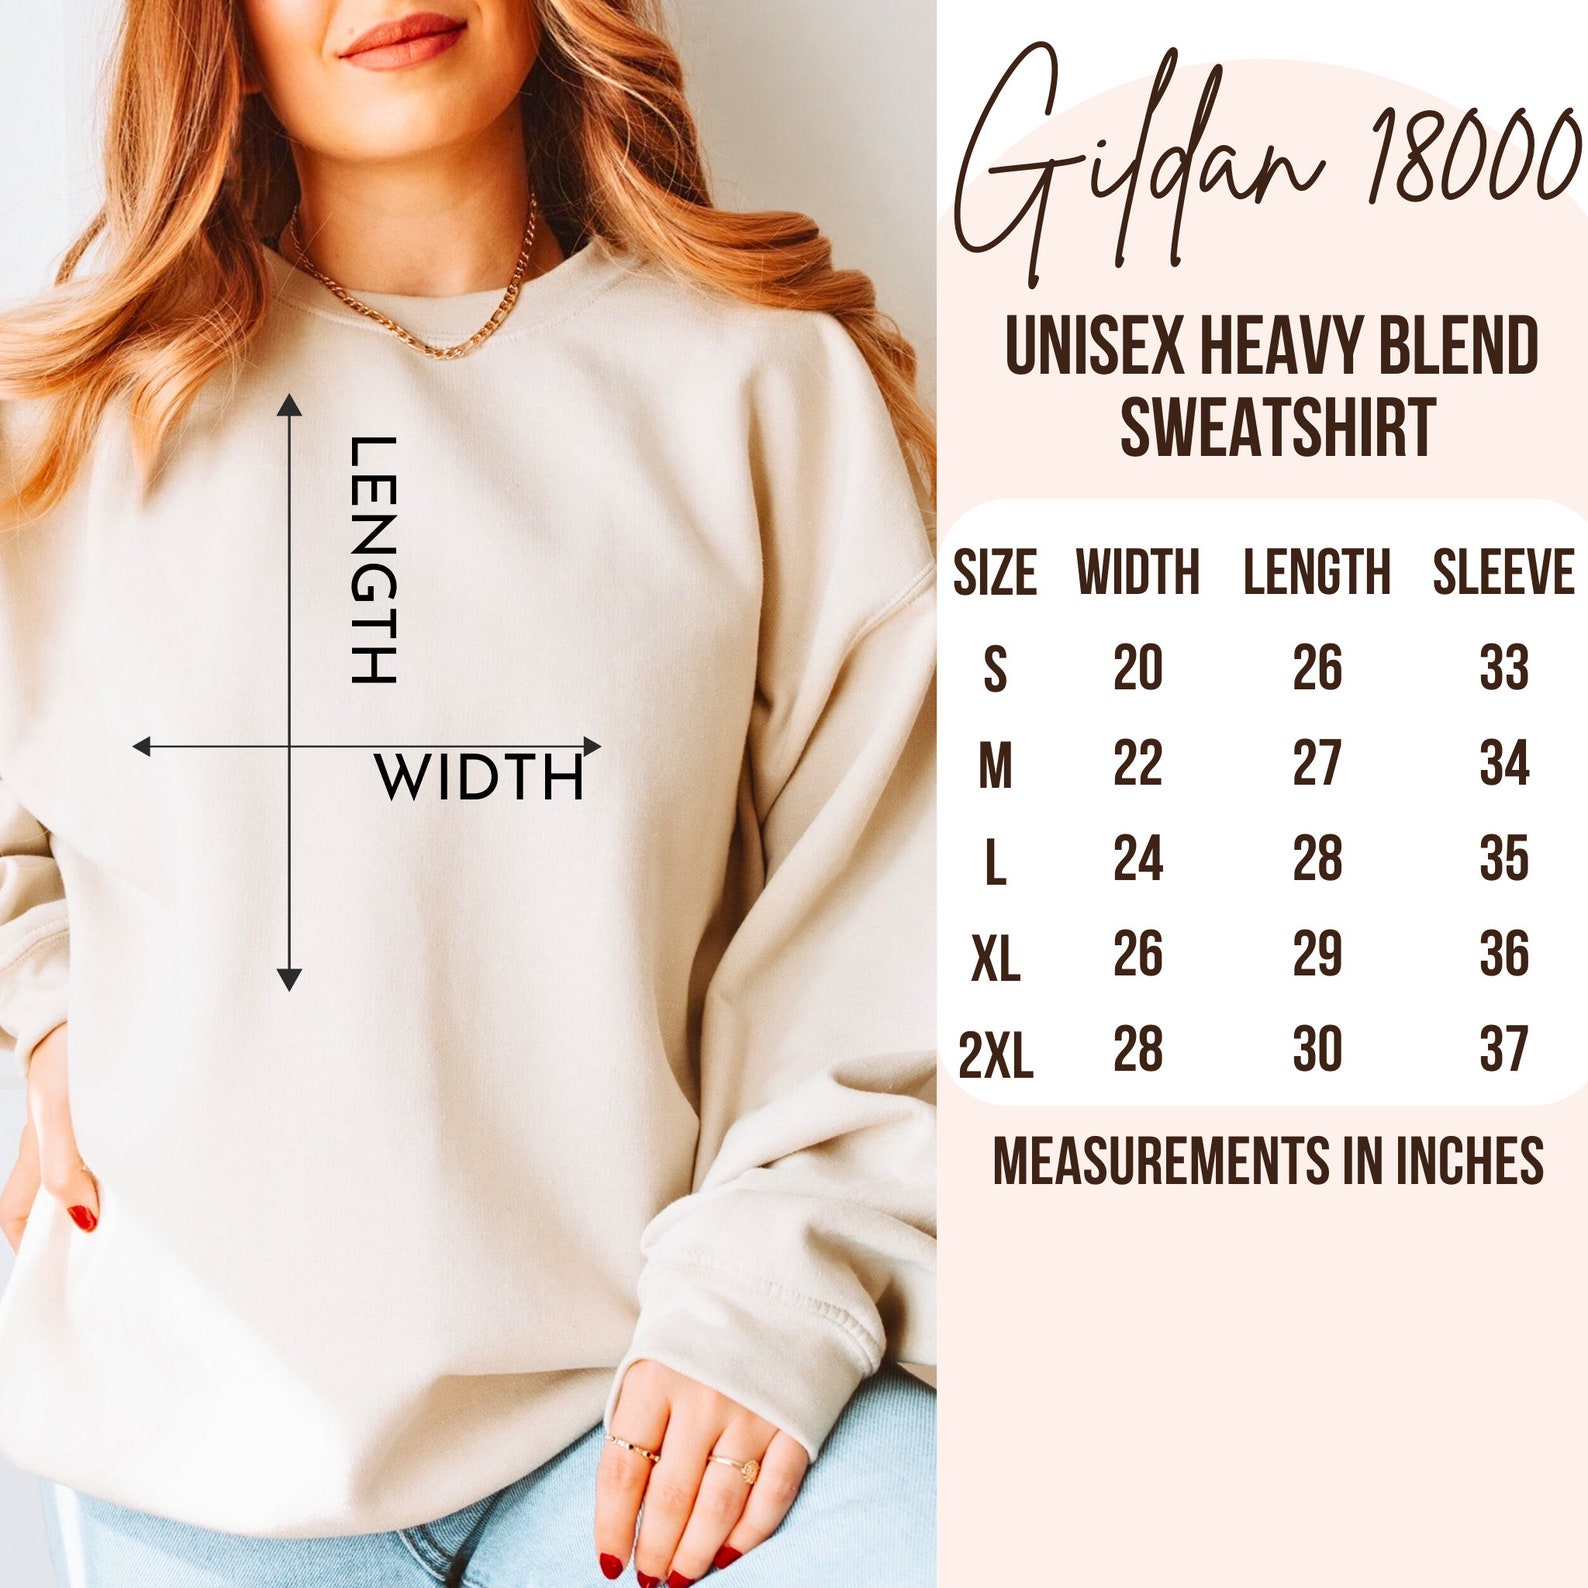 LENGTH
WIDTH
Gildan 18000
UNISEX HEAVY BLEND
SWEATSHIRT
SIZE WIDTH LENGTH SLEEVE
S 20 26 33
M 22 27 34
L 24 28 35
XL 26 29 36
2XL 28 30 37
MEASUREMENTS IN INCHES